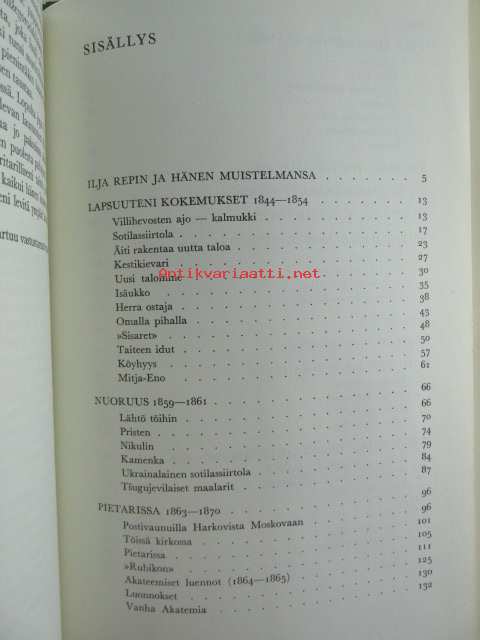 SISÄLLYS
ILJA REPIN JA HÄNEN MUISTELMANSA . . . . . 5
LAPSUUTENI KOKEMUKSET 1844—1854 . . . . . 13
Villihevosten ajo — kalmukki . . . . . 13
Sotilassiirtola . . . . . 17
Äiti rakentaa uutta taloa . . . . . 23
Kestikievari . . . . . 27
Uusi talomme . . . . . 30
Isäukko . . . . . 35
Herra ostaja . . . . . 38
Omalla pihalla . . . . . 43
»Sisaret» . . . . . 48
Taiteen idut . . . . . 50
Köyhyys . . . . . 57
Mitja-Eno . . . . . 61
Antikvariaatti.net
NUORUUS 1859—1861 . . . . . 66
Lähtö töihin . . . . . 66
Pristen . . . . . 70
Nikulin . . . . . 74
Kamenka . . . . . 79
Ukrainalainen sotilassiirtola . . . . . 84
Tšugujevilaiset maalarit . . . . . 87
PIETARISSA 1863—1870 . . . . . 96
Postivaunuilla Harkovista Moskovaan . . . . . 96
Töissä kirkossa . . . . . 101
Pietarissa . . . . . 105
»Rubikon» . . . . . 111
Akateemiset luennot (1864—1865) . . . . . 125
Luonnokset . . . . . 130
Vanha Akatemia . . . . . 132